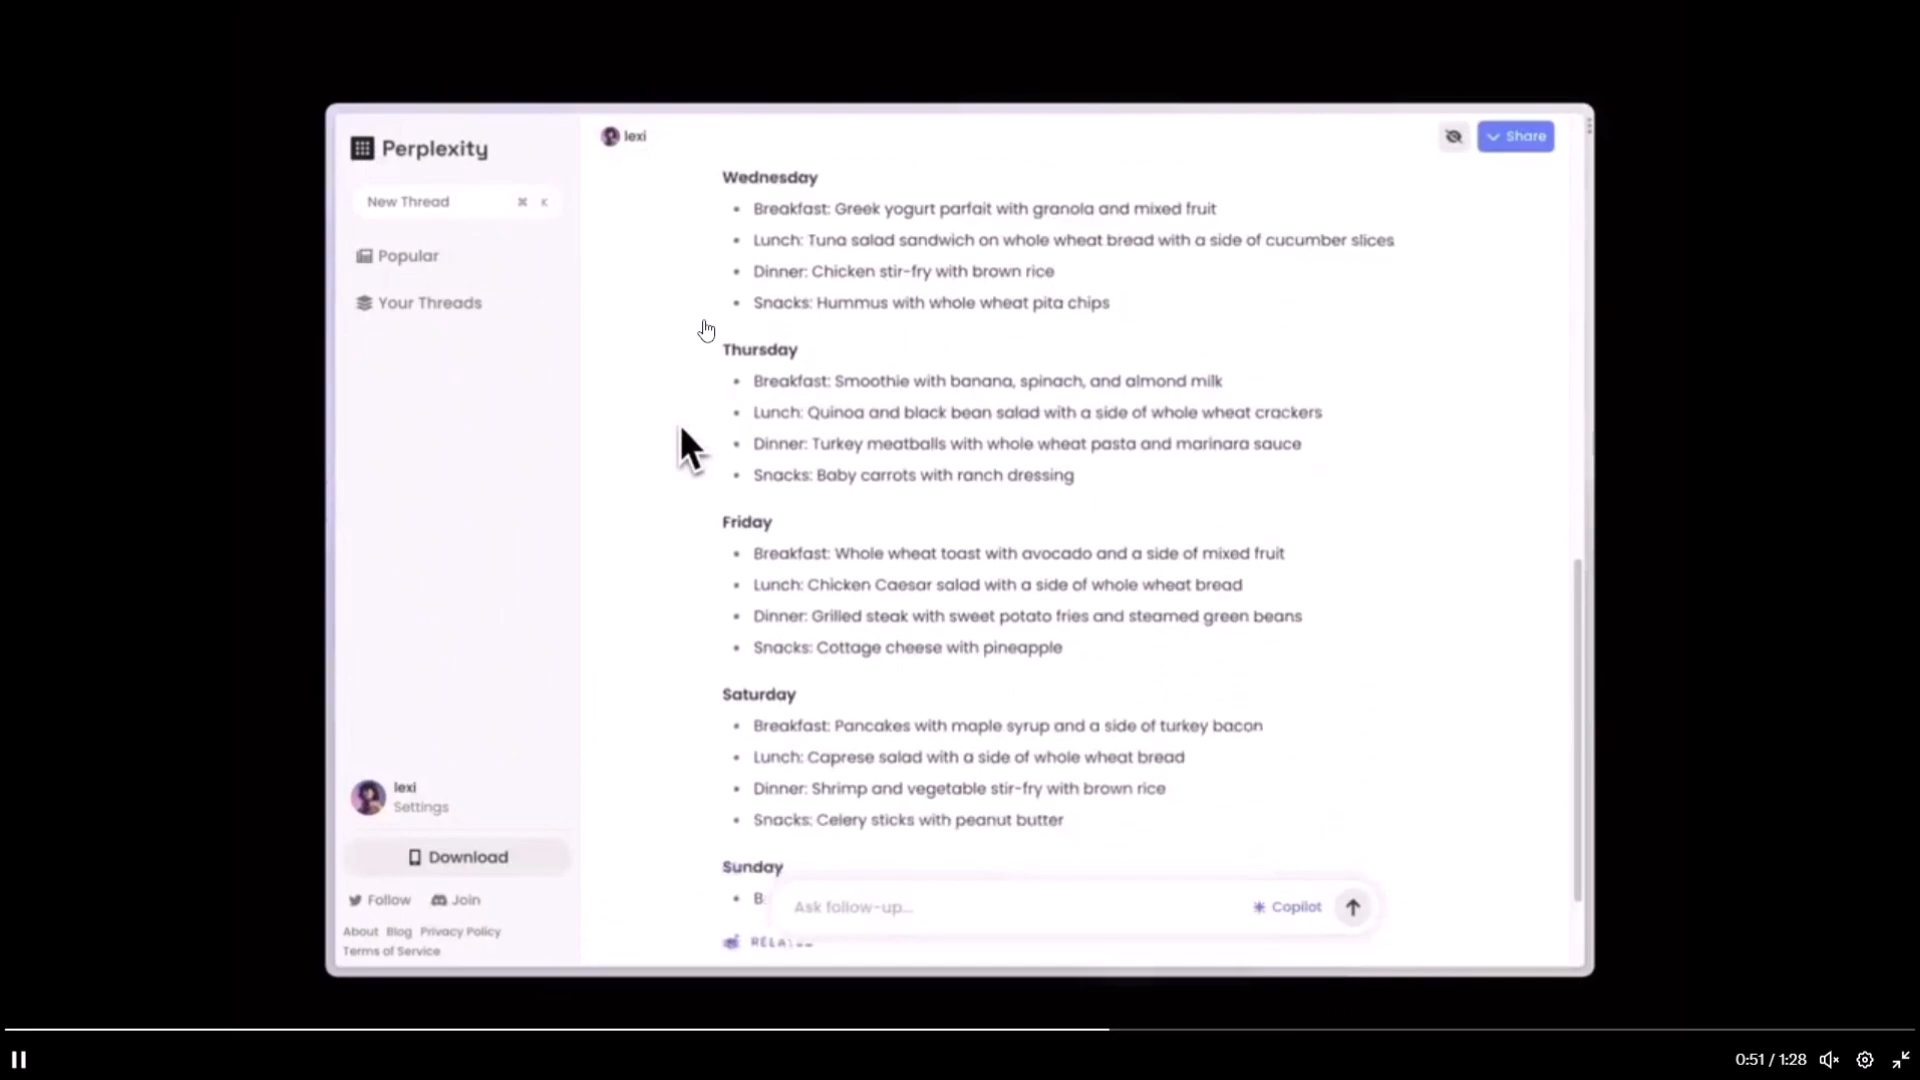 Perplexity
New Thread ⌘ K
Popular
Your Threads
lexi
Share
Wednesday
• Breakfast: Greek yogurt parfait with granola and mixed fruit
• Lunch: Tuna salad sandwich on whole wheat bread with a side of cucumber slices
• Dinner: Chicken stir-fry with brown rice
• Snacks: Hummus with whole wheat pita chips
Thursday
• Breakfast: Smoothie with banana, spinach, and almond milk
• Lunch: Quinoa and black bean salad with a side of whole wheat crackers
• Dinner: Turkey meatballs with whole wheat pasta and marinara sauce
• Snacks: Baby carrots with ranch dressing
Friday
• Breakfast: Whole wheat toast with avocado and a side of mixed fruit
• Lunch: Chicken Caesar salad with a side of whole wheat bread
• Dinner: Grilled steak with sweet potato fries and steamed green beans
• Snacks: Cottage cheese with pineapple
Saturday
• Breakfast: Pancakes with maple syrup and a side of turkey bacon
• Lunch: Caprese salad with a side of whole wheat bread
• Dinner: Shrimp and vegetable stir-fry with brown rice
• Snacks: Celery sticks with peanut butter
Sunday
• B
Ask follow-up...
Copilot
lexi
Settings
Download
Follow Join
About Blog Privacy Policy
Terms of Service
0:51 / 1:28